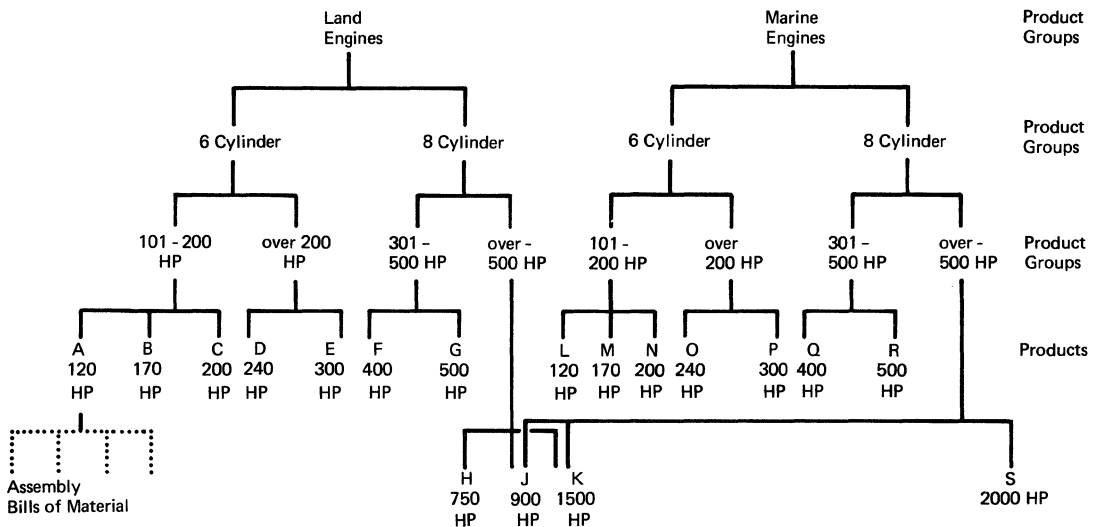 Land
Engines
Marine
Engines
Product
Groups
6 Cylinder
8 Cylinder
6 Cylinder
8 Cylinder
Product
Groups
101 - 200
HP
over 200
HP
301 -
500 HP
over -
500 HP
101 -
200 HP
over
200 HP
301 -
500 HP
over -
500 HP
Product
Groups
A
120
HP
B
170
HP
C
200
HP
D
240
HP
E
300
HP
F
400
HP
G
500
HP
L
120
HP
M
170
HP
N
200
HP
O
240
HP
P
300
HP
Q
400
HP
R
500
HP
Products
Assembly
Bills of Material
H
750
HP
J
900
HP
K
1500
HP
S
2000 HP